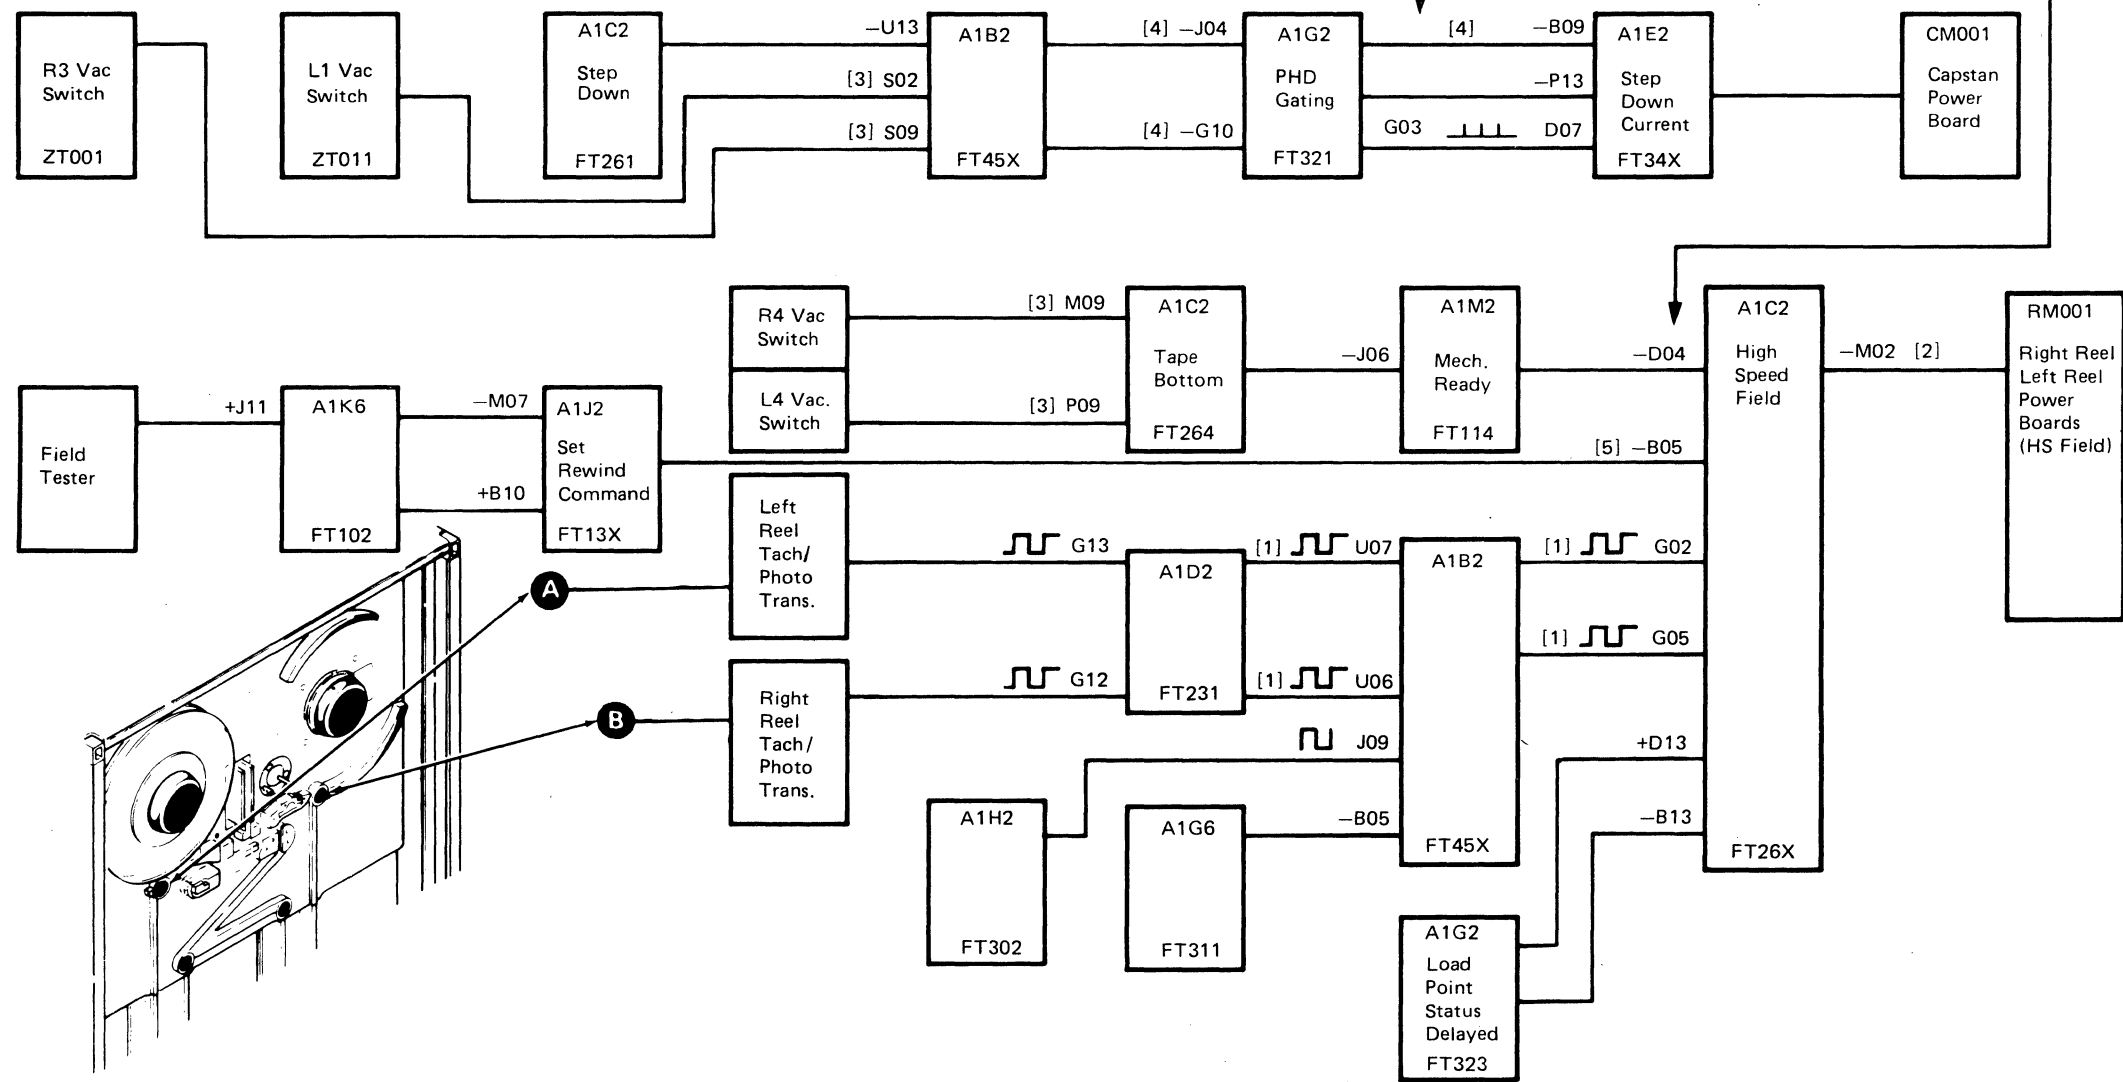 R3 Vac
Switch
ZT001
L1 Vac
Switch
ZT011
A1C2
Step
Down
FT261
—U13
[3] S02
[3] S09
A1B2
FT45X
[4] —J04
[4] —G10
A1G2
PHD
Gating
FT321
[4] —B09
—P13
G03 D07
A1E2
Step
Down
Current
FT34X
CM001
Capstan
Power
Board
R4 Vac
Switch
L4 Vac.
Switch
[3] M09
[3] P09
A1C2
Tape
Bottom
FT264
—J06
A1M2
Mech.
Ready
FT114
—D04
[5] —B05
A1C2
High
Speed
Field
FT26X
—M02 [2]
RM001
Right Reel
Left Reel
Power
Boards
(HS Field)
Field
Tester
+J11
A1K6
FT102
—M07
+B10
A1J2
Set
Rewind
Command
FT13X
A
B
Left
Reel
Tach/
Photo
Trans.
Right
Reel
Tach/
Photo
Trans.
G13
G12
A1D2
FT231
[1] U07
[1] U06
J09
—B05
A1B2
FT45X
[1] G02
[1] G05
+D13
—B13
A1H2
FT302
A1G6
FT311
A1G2
Load
Point
Status
Delayed
FT323